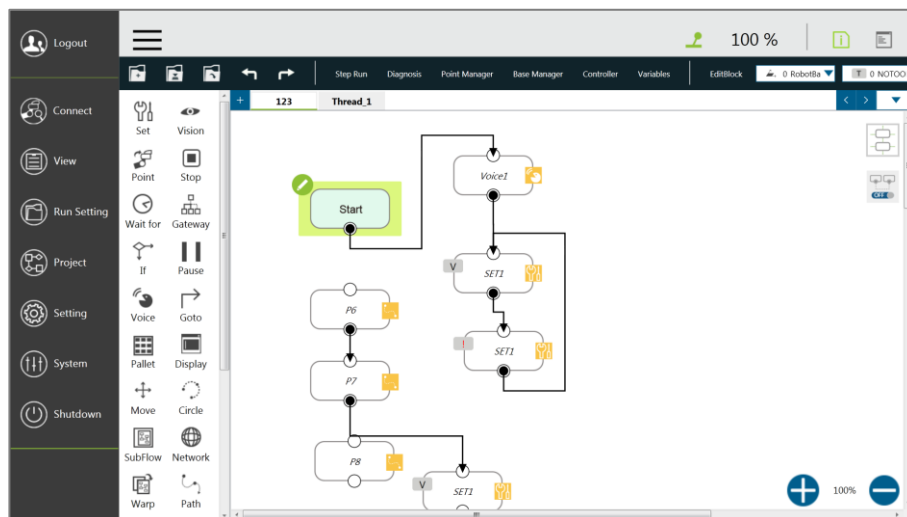 Logout
100 %
Step Run
Diagnosis
Point Manager
Base Manager
Controller
Variables
EditBlock
0 RobotBa
T
0 NOTOO
Connect
View
Run Setting
Project
Setting
System
Shutdown
Set
Vision
Point
Stop
Wait for
Gateway
If
Pause
Voice
Goto
Pallet
Display
Move
Circle
SubFlow
Network
Warp
Path
+
123
Thread_1
Start
Voice1
V
SET1
I
SET1
P6
P7
P8
V
SET1
OFF
100%